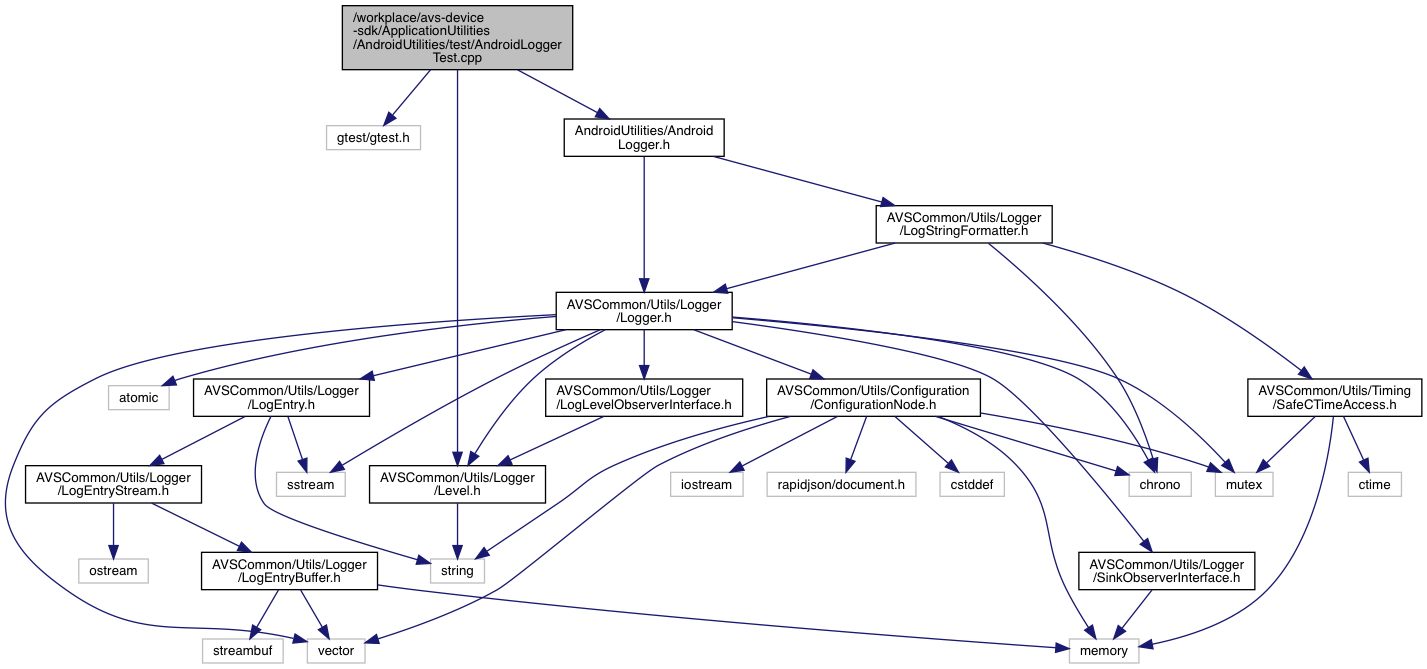 /workplace/avs-device
-sdk/ApplicationUtilities
/AndroidUtilities/test/AndroidLogger
Test.cpp
gtest/gtest.h
AndroidUtilities/Android
Logger.h
AVSCommon/Utils/Logger
/LogStringFormatter.h
AVSCommon/Utils/Logger
/Logger.h
atomic
AVSCommon/Utils/Logger
/LogEntry.h
AVSCommon/Utils/Logger
/LogLevelObserverInterface.h
AVSCommon/Utils/Configuration
/ConfigurationNode.h
AVSCommon/Utils/Timing
/SafeCTimeAccess.h
AVSCommon/Utils/Logger
/LogEntryStream.h
sstream
AVSCommon/Utils/Logger
/Level.h
iostream
rapidjson/document.h
cstddef
chrono
mutex
ctime
ostream
AVSCommon/Utils/Logger
/LogEntryBuffer.h
string
AVSCommon/Utils/Logger
/SinkObserverInterface.h
streambuf
vector
memory